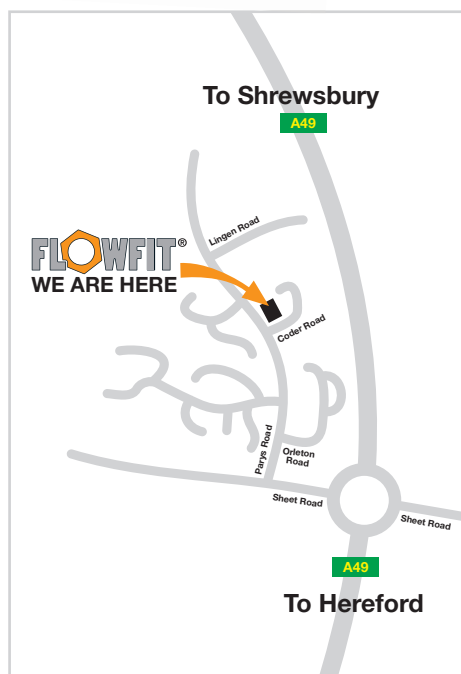 To Shrewsbury
A49
Lingen Road
FLOWFIT®
WE ARE HERE
Coder Road
Parys Road
Orleton
Road
Sheet Road
Sheet Road
A49
To Hereford